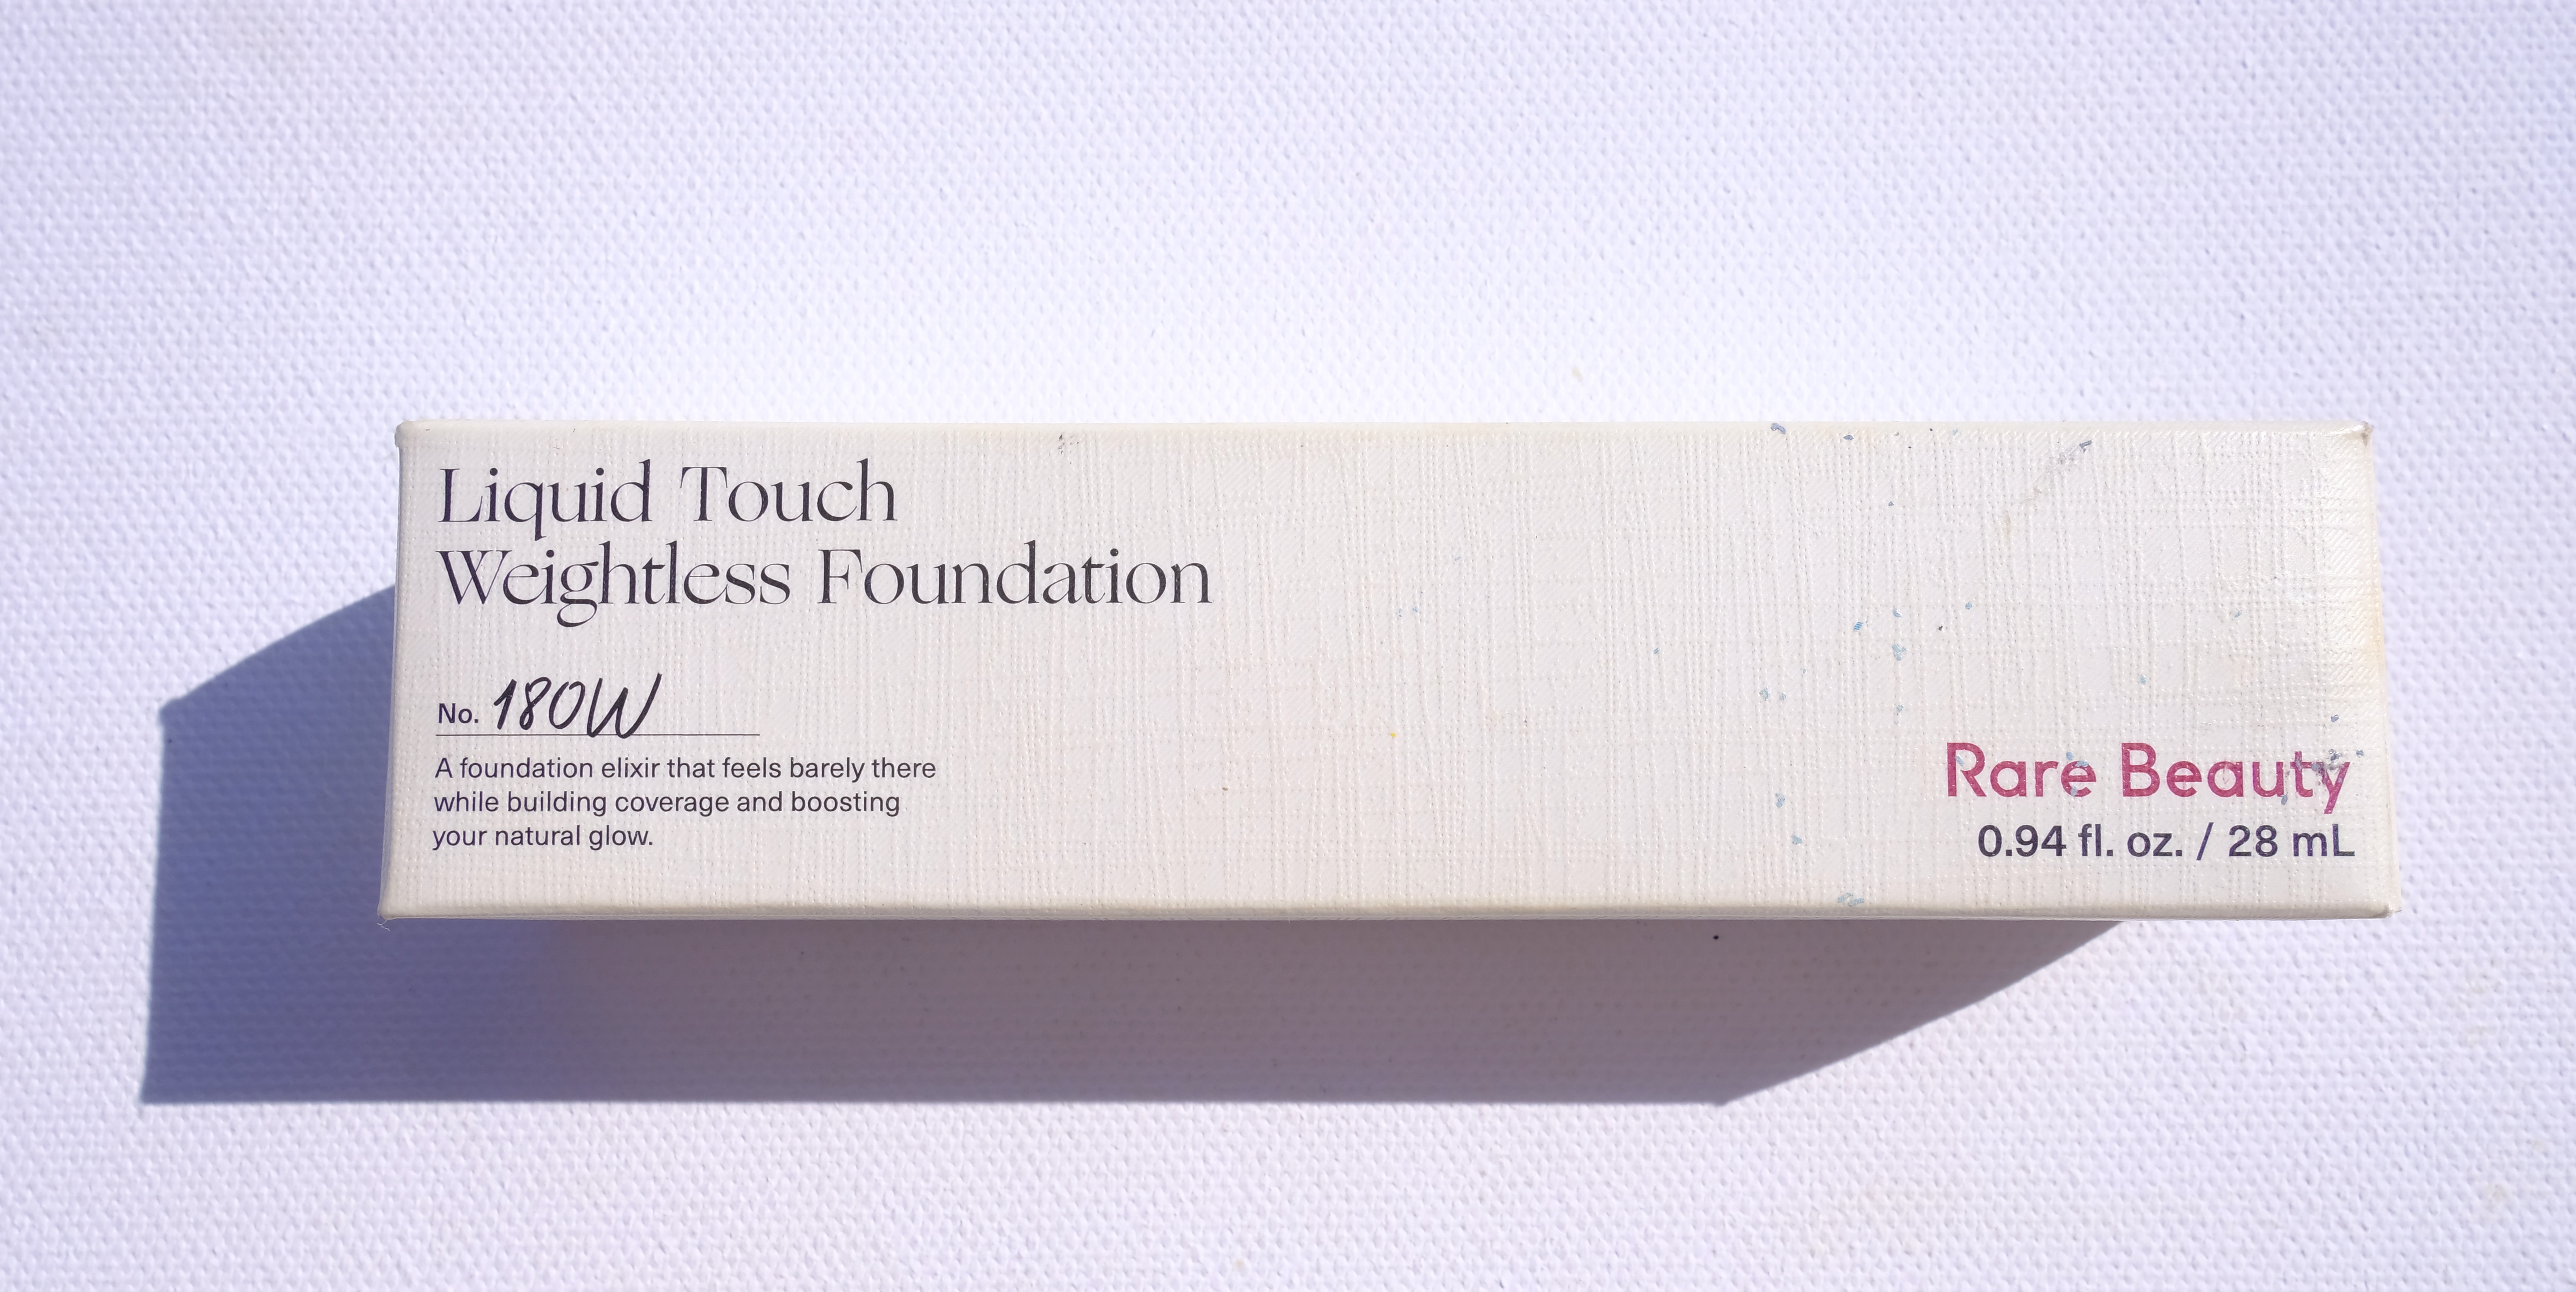 Liquid Touch
Weightless Foundation
No. 180W
A foundation elixir that feels barely there
while building coverage and boosting
your natural glow.
Rare Beauty
0.94 fl. oz. / 28 mL